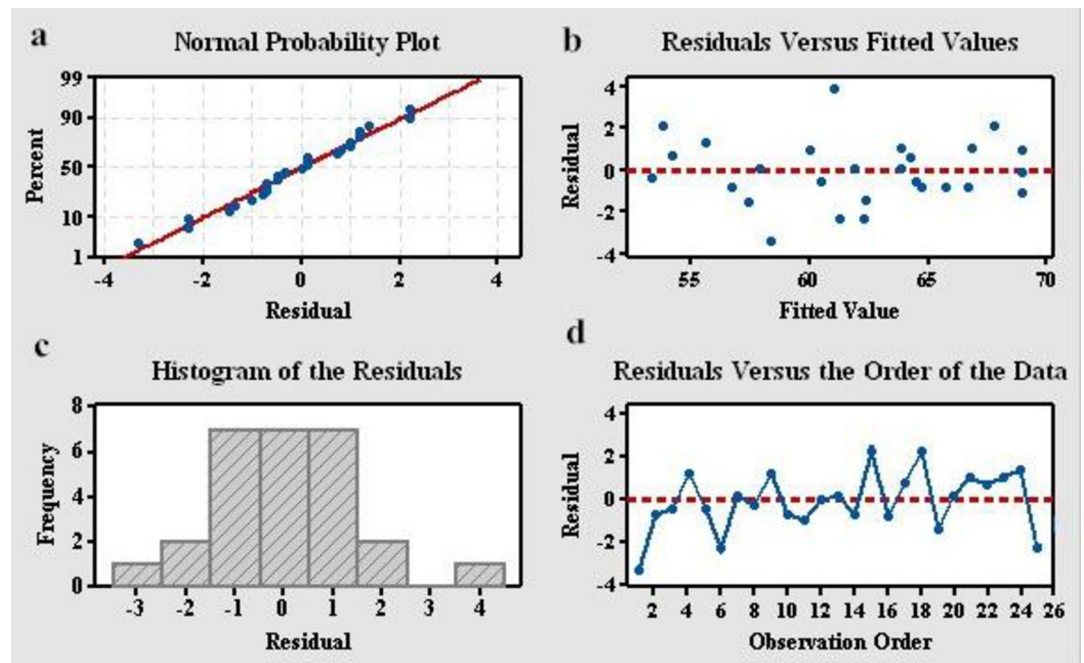 a
Normal Probability Plot
99
90
50
10
1
Percent
-4 -2 0 2 4
Residual
b
Residuals Versus Fitted Values
4
2
0
-2
-4
Residual
55 60 65 70
Fitted Value
c
Histogram of the Residuals
8
6
4
2
0
Frequency
-3 -2 -1 0 1 2 3 4
Residual
d
Residuals Versus the Order of the Data
4
2
0
-2
-4
Residual
2 4 6 8 10 12 14 16 18 20 22 24 26
Observation Order